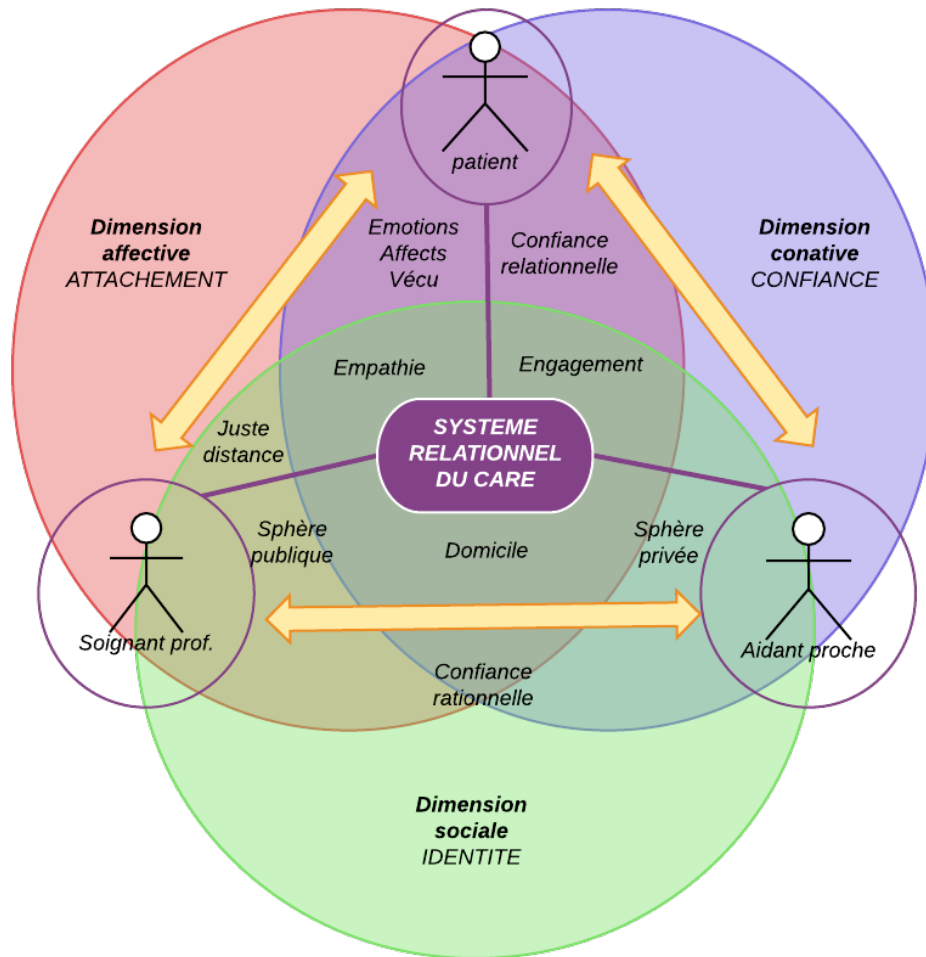 patient
Dimension
affective
ATTACHEMENT
Emotions
Affects
Vécu
Confiance
relationnelle
Dimension
conative
CONFIANCE
Empathie
Engagement
Juste
distance
SYSTEME
RELATIONNEL
DU CARE
Sphère
publique
Domicile
Sphère
privée
Soignant prof.
Aidant proche
Confiance
rationnelle
Dimension
sociale
IDENTITE